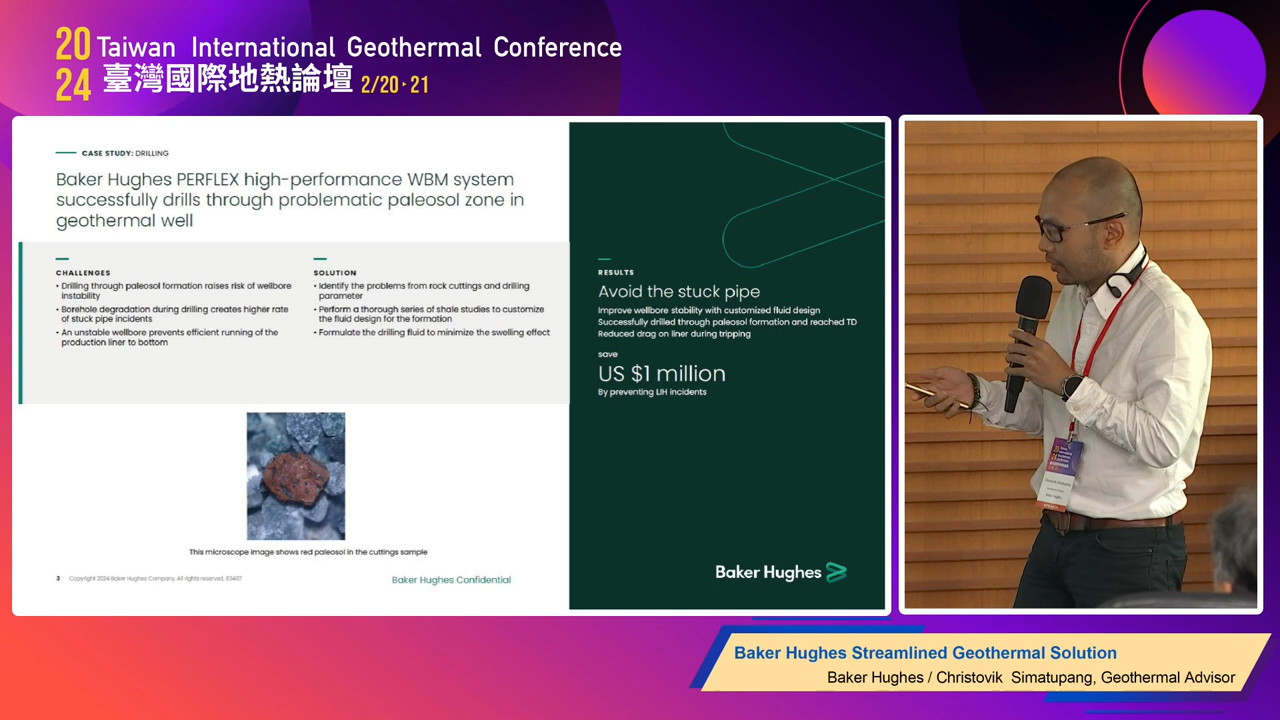 20
24
Taiwan International Geothermal Conference
臺灣國際地熱論壇 2/20・21
CASE STUDY: DRILLING
Baker Hughes PERFLEX high-performance WBM system
successfully drills through problematic paleosol zone in
geothermal well
CHALLENGES
• Drilling through paleosol formation raises risk of wellbore
instability
• Borehole degradation during drilling creates higher rate
of stuck pipe incidents
• An unstable wellbore prevents efficient running of the
production liner to bottom
SOLUTION
• Identify the problems from rock cuttings and drilling
parameter
• Perform a thorough series of shale studies to customize
the fluid design for the formation
• Formulate the drilling fluid to minimize the swelling effect
RESULTS
Avoid the stuck pipe
Improve wellbore stability with customized fluid design
Successfully drilled through paleosol formation and reached TD
Reduced drag on liner during tripping
save
US $1 million
By preventing LIH incidents
This microscope image shows red paleosol in the cuttings sample
3 Copyright 2024 Baker Hughes Company. All rights reserved.
Baker Hughes Confidential
Baker Hughes
Baker Hughes Streamlined Geothermal Solution
Baker Hughes / Christovik Simatupang, Geothermal Advisor